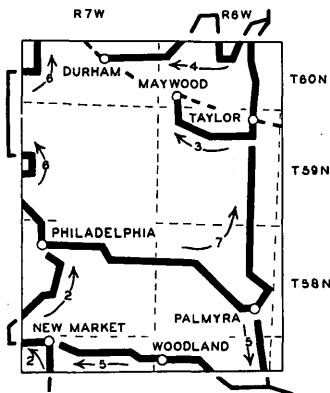 R7W R6W
4
DURHAM
6
MAYWOOD
T60N
TAYLOR
3
T59N
8
PHILADELPHIA
7
T58N
2
PALMYRA
NEW MARKET
5
WOODLAND
2
5